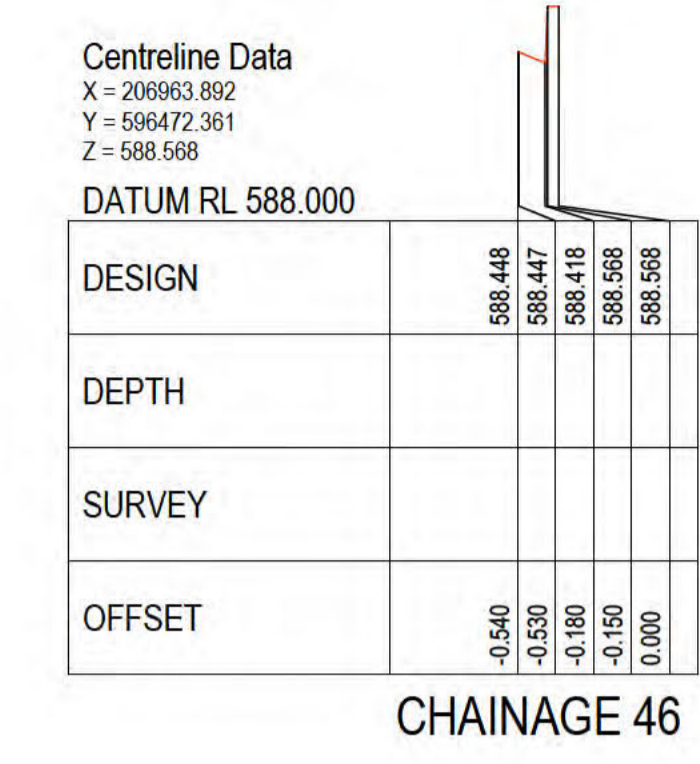 Centreline Data
X = 206963.892
Y = 596472.361
Z = 588.568
DATUM RL 588.000
DESIGN 588.448 588.447 588.418 588.568 588.568
DEPTH
SURVEY
OFFSET -0.540 -0.530 -0.180 -0.150 0.000
CHAINAGE 46